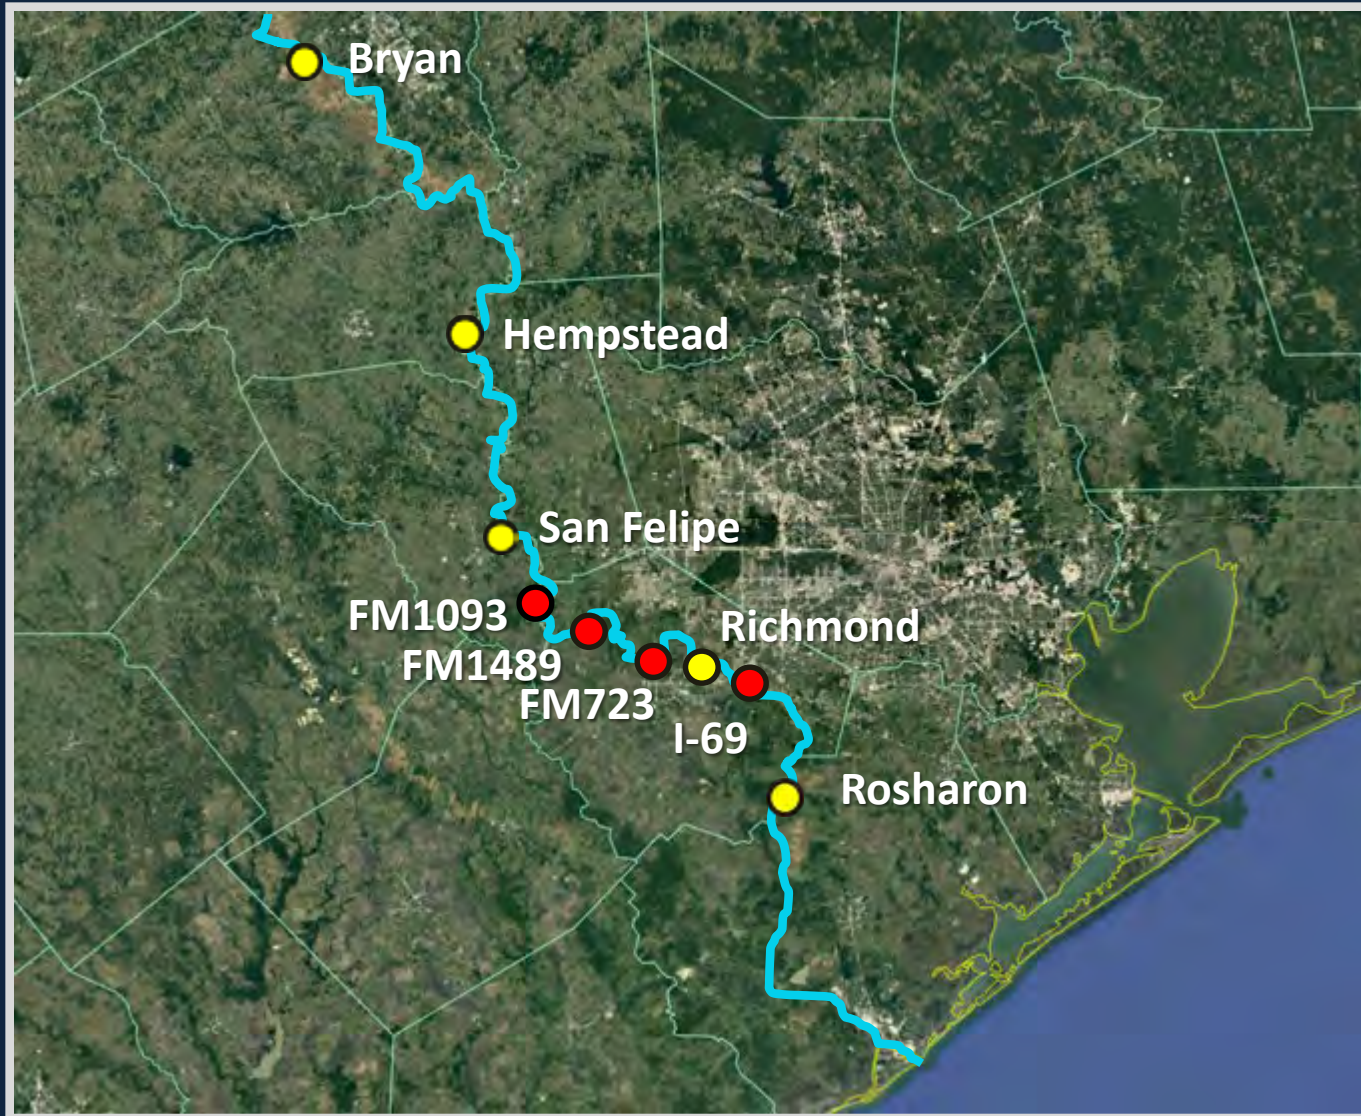 Bryan
Hempstead
San Felipe
FM1093
Richmond
FM1489
FM723
I-69
Rosharon